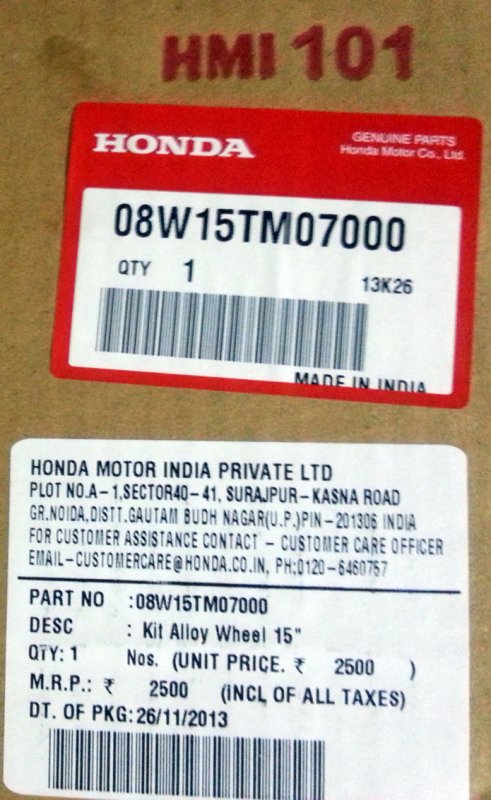 HMI 101
HONDA
GENUINE PARTS
Honda Motor Co., Ltd.
08W15TM07000
QTY 1
13K26
MADE IN INDIA
HONDA MOTOR INDIA PRIVATE LTD
PLOT NO.A-1,SECTOR40-41, SURAJPUR-KASNA ROAD
GR.NOIDA,DISTT.GAUTAM BUDH NAGAR(U.P.)PIN-201306 INDIA
FOR CUSTOMER ASSISTANCE CONTACT - CUSTOMER CARE OFFICER
EMAIL-CUSTOMERCARE@HONDA.CO.IN, PH:0120-6460757
PART NO :08W15TM07000
DESC : Kit Alloy Wheel 15"
QTY: 1 Nos. (UNIT PRICE. ₹ 2500 )
M.R.P.: ₹ 2500 (INCL OF ALL TAXES)
DT. OF PKG:26/11/2013